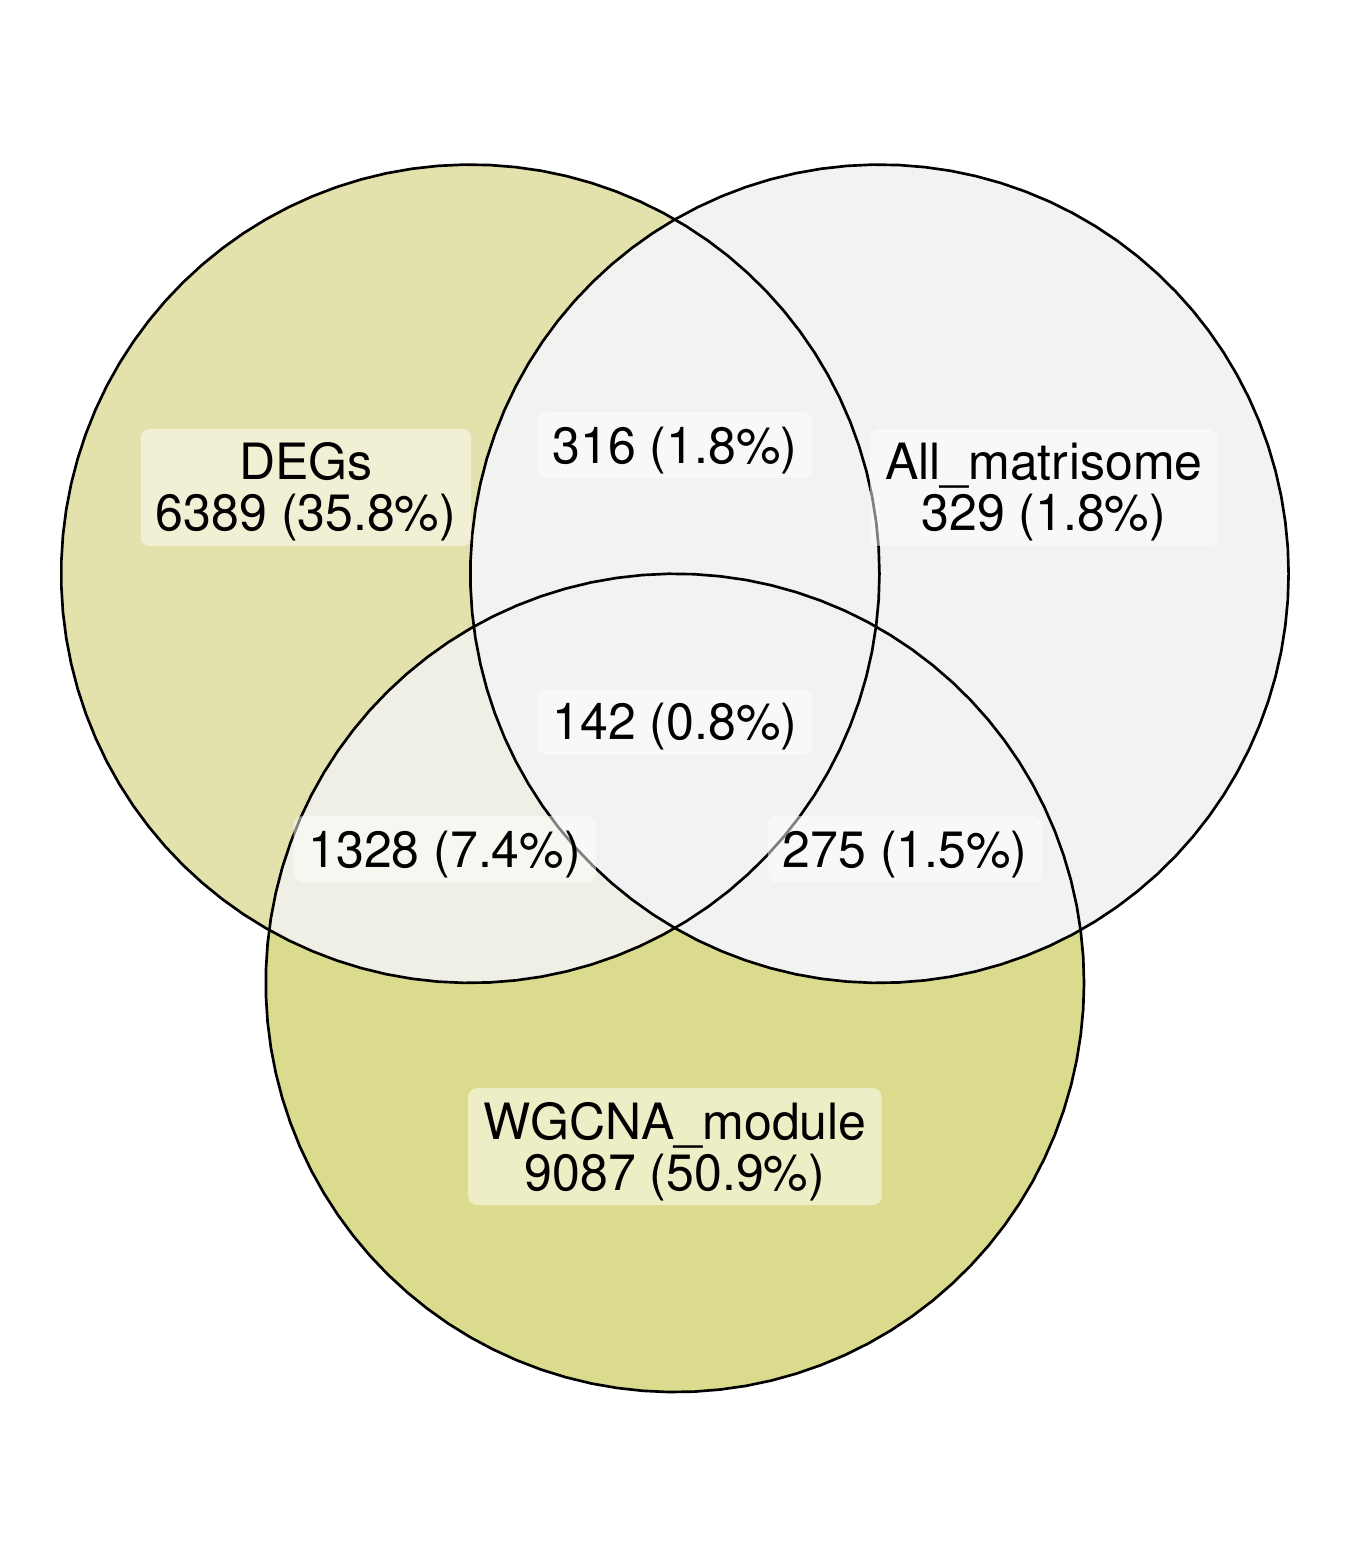 DEGs
6389 (35.8%)
316 (1.8%)
All_matrisome
329 (1.8%)
142 (0.8%)
1328 (7.4%)
275 (1.5%)
WGCNA_module
9087 (50.9%)